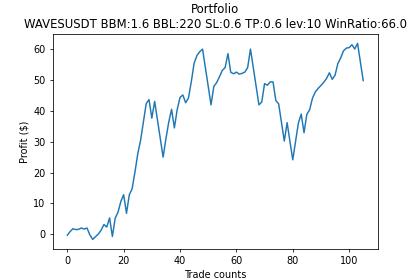 Portfolio
WAVESUSDT BBM:1.6 BBL:220 SL:0.6 TP:0.6 lev:10 WinRatio:66.0
60
50
40
30
20
10
0
Profit ($)
0 20 40 60 80 100
Trade counts